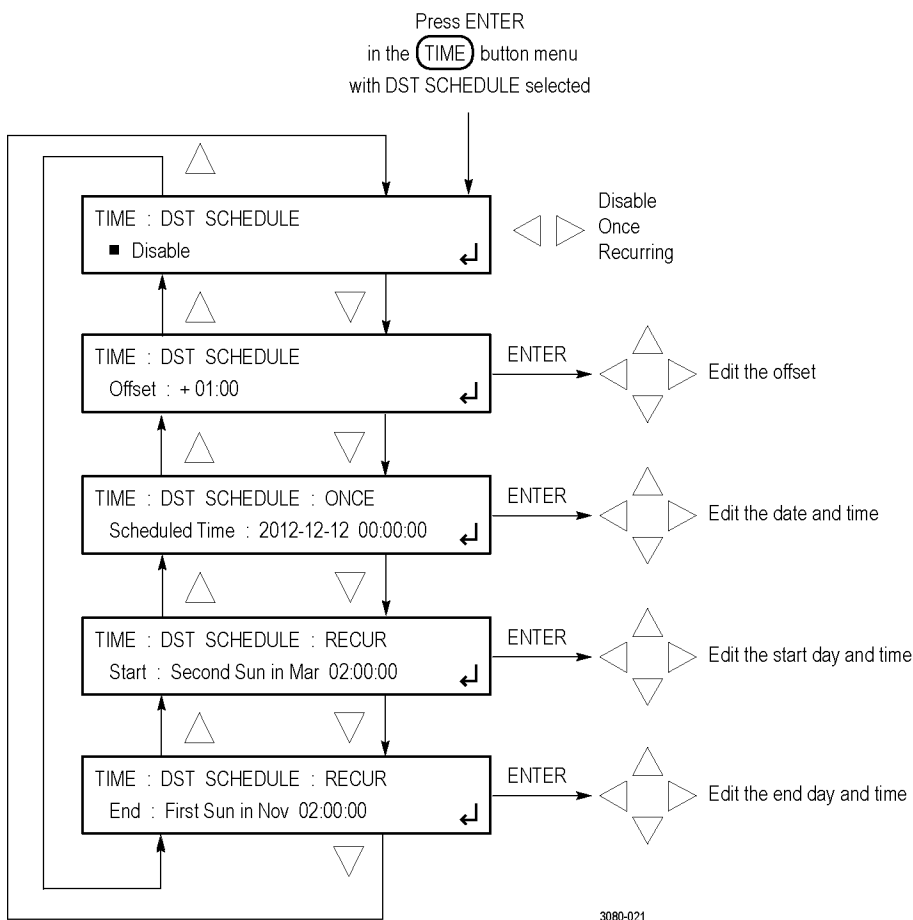 Press ENTER
in the TIME button menu
with DST SCHEDULE selected
TIME : DST SCHEDULE
■ Disable
Disable
Once
Recurring
TIME : DST SCHEDULE
Offset : + 01:00
ENTER
Edit the offset
TIME : DST SCHEDULE : ONCE
Scheduled Time : 2012-12-12 00:00:00
ENTER
Edit the date and time
TIME : DST SCHEDULE : RECUR
Start : Second Sun in Mar 02:00:00
ENTER
Edit the start day and time
TIME : DST SCHEDULE : RECUR
End : First Sun in Nov 02:00:00
ENTER
Edit the end day and time
3080-021